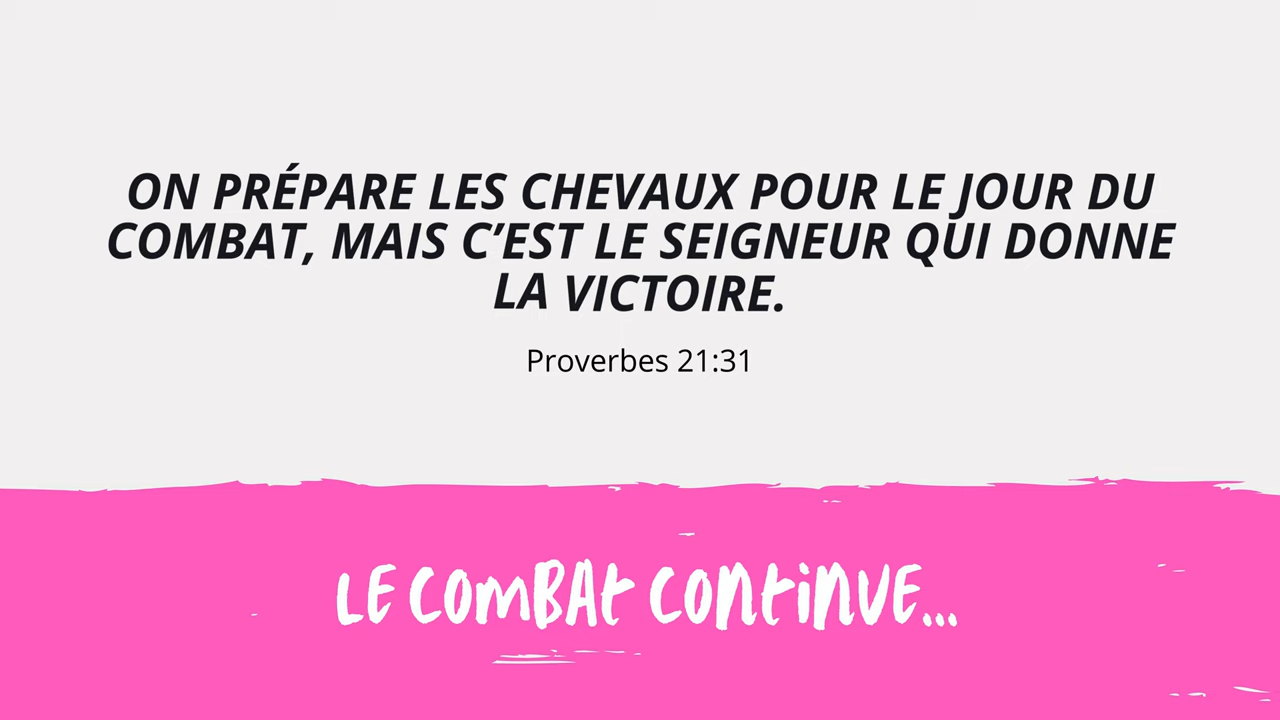 ON PRÉPARE LES CHEVAUX POUR LE JOUR DU
COMBAT, MAIS C’EST LE SEIGNEUR QUI DONNE
LA VICTOIRE.
Proverbes 21:31
LE COMBAT CONTINUE...